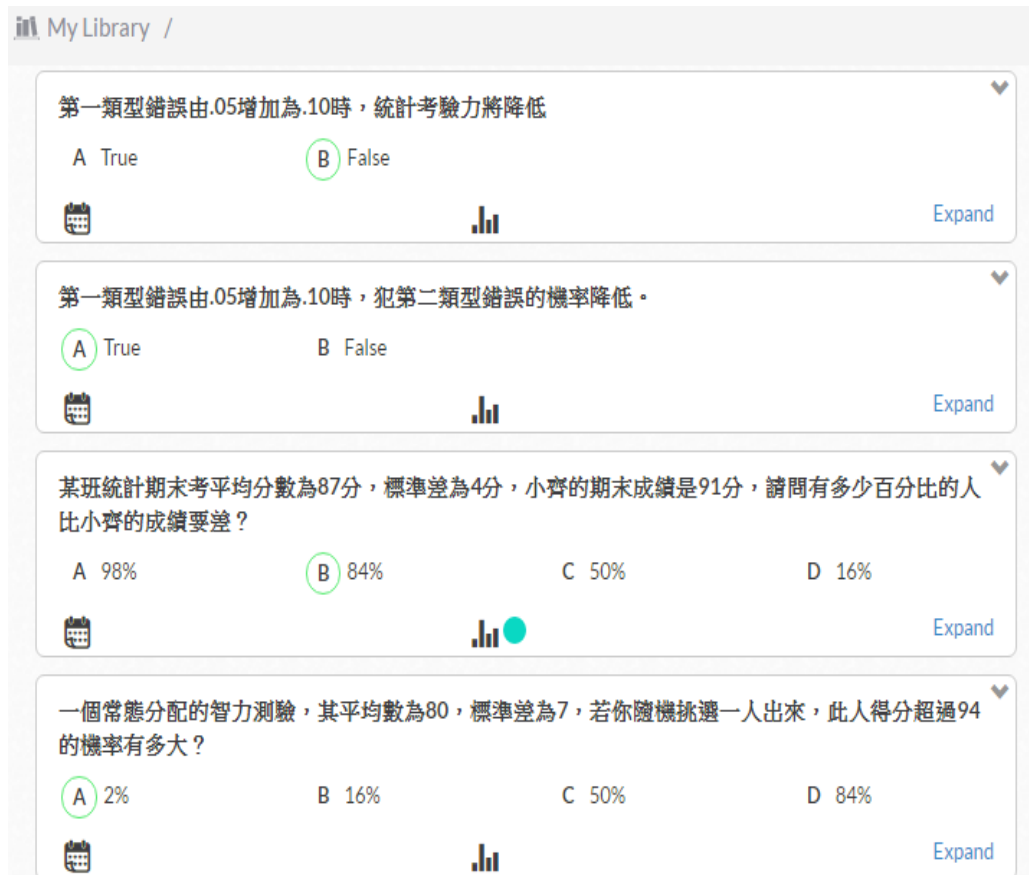 My Library /
第一類型錯誤由.05增加為.10時，統計考驗力將降低
A True B False
Expand
第一類型錯誤由.05增加為.10時，犯第二類型錯誤的機率降低。
A True B False
Expand
某班統計期末考平均分數為87分，標準差為4分，小齊的期末成績是91分，請問有多少百分比的人
比小齊的成績要差？
A 98% B 84% C 50% D 16%
Expand
一個常態分配的智力測驗，其平均數為80，標準差為7，若你隨機挑選一人出來，此人得分超過94
的機率有多大？
A 2% B 16% C 50% D 84%
Expand